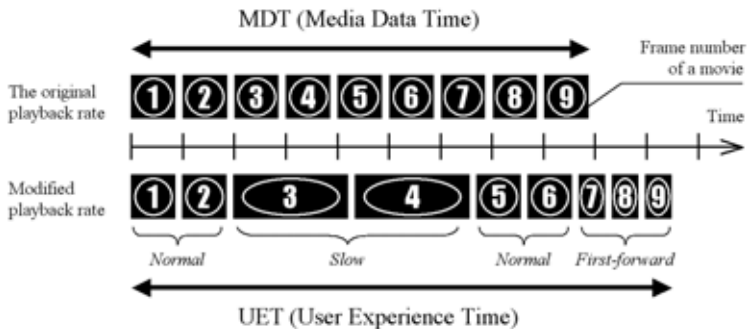 MDT (Media Data Time)
Frame number
of a movie
The original
playback rate
1 2 3 4 5 6 7 8 9
Time
Modified
playback rate
1 2 3 4 5 6 7 8 9
Normal Slow Normal First-forward
UET (User Experience Time)